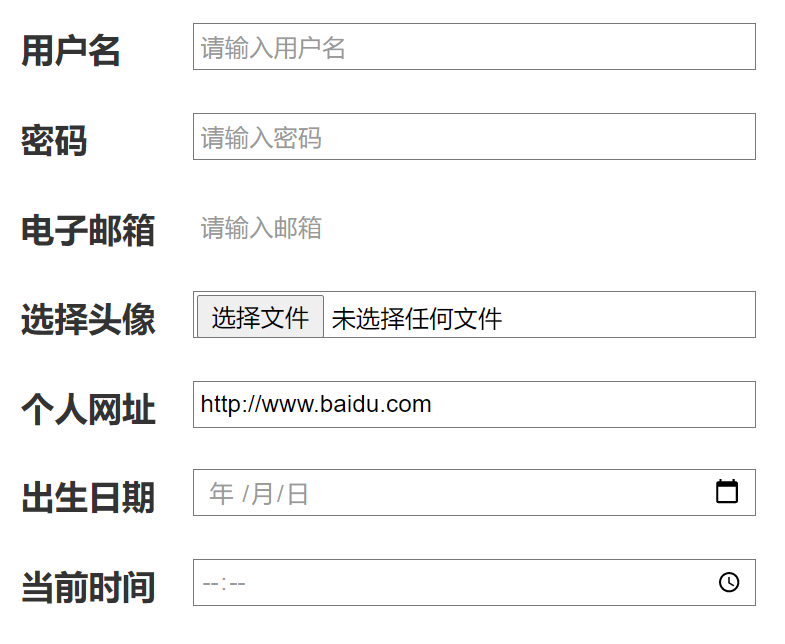 用户名 请输入用户名
密码 请输入密码
电子邮箱 请输入邮箱
选择头像 选择文件 未选择任何文件
个人网址 http://www.baidu.com
出生日期 年 /月/日
当前时间 --:--